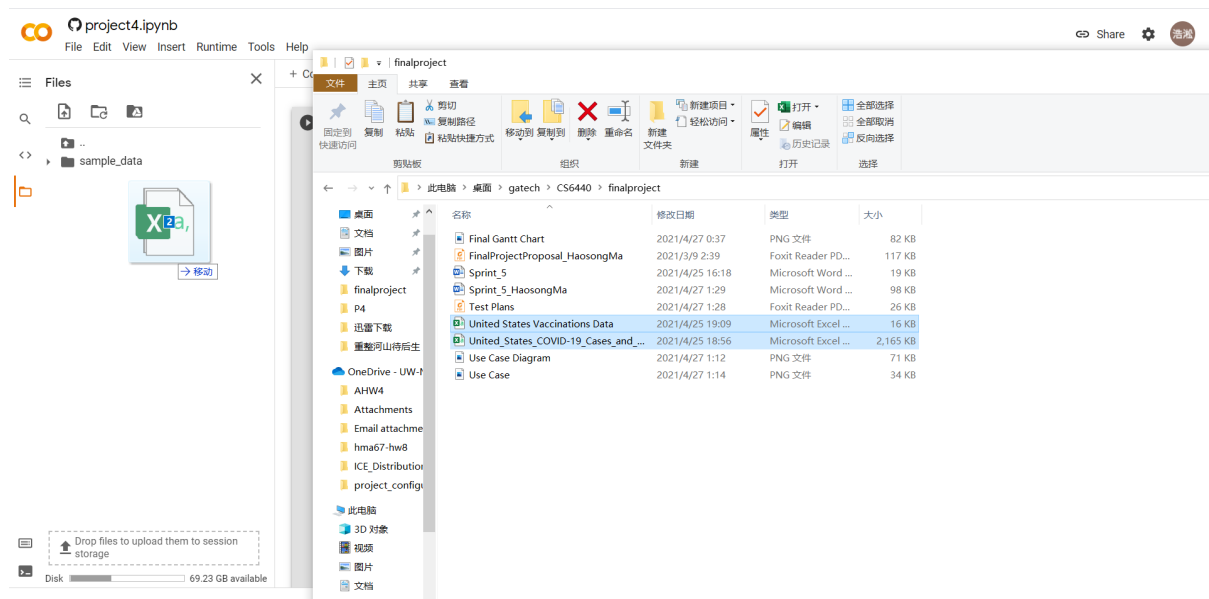 project4.ipynb
File Edit View Insert Runtime Tools Help
Share
浩淞
Files
..
sample_data
X
2
a,
移动
Drop files to upload them to session
storage
Disk
69.23 GB available
finalproject
文件 主页 共享 查看
固定到
快速访问
复制
粘贴
剪切
复制路径
粘贴快捷方式
剪贴板
移动到
复制到
删除
重命名
组织
新建
文件夹
新建项目
轻松访问
新建
属性
打开
编辑
历史记录
打开
全部选择
全部取消
反向选择
选择
此电脑 > 桌面 > gatech > CS6440 > finalproject
桌面
文档
图片
下载
finalproject
P4
迅雷下载
重整河山待后生
OneDrive - UW-
AHW4
Attachments
Email attachme
hma67-hw8
ICE_Distribution
project_config
此电脑
3D 对象
视频
图片
文档
名称 修改日期 类型 大小
Final Gantt Chart 2021/4/27 0:37 PNG 文件 82 KB
FinalProjectProposal_HaosongMa 2021/3/9 2:39 Foxit Reader PD... 117 KB
Sprint_5 2021/4/25 16:18 Microsoft Word ... 19 KB
Sprint_5_HaosongMa 2021/4/27 1:29 Microsoft Word ... 98 KB
Test Plans 2021/4/27 1:28 Foxit Reader PD... 26 KB
United States Vaccinations Data 2021/4/25 19:09 Microsoft Excel ... 16 KB
United_States_COVID-19_Cases_and_... 2021/4/25 18:56 Microsoft Excel ... 2,165 KB
Use Case Diagram 2021/4/27 1:12 PNG 文件 71 KB
Use Case 2021/4/27 1:14 PNG 文件 34 KB